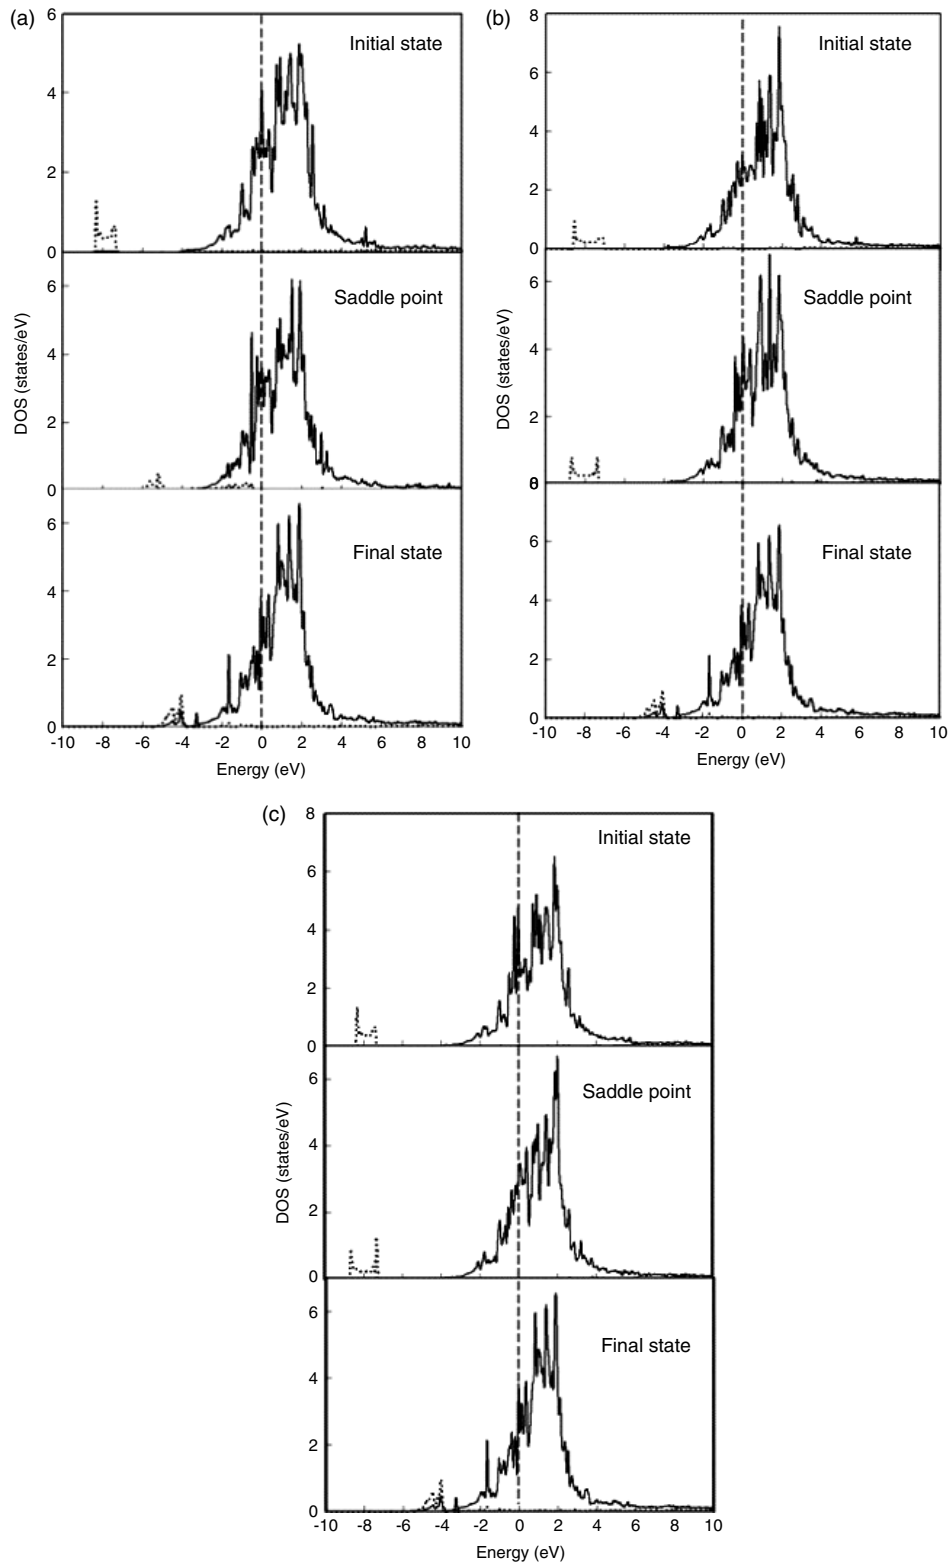 (a)
6
Initial state
4
2
0
6
Saddle point
4
DOS (states/eV)
2
0
6
Final state
4
2
0
-10 -8 -6 -4 -2 0 2 4 6 8 10
Energy (eV)
(b)
8
Initial state
6
4
2
0
6
Saddle point
4
DOS (states/eV)
2
8
6
Final state
4
2
0
-10 -8 -6 -4 -2 0 2 4 6 8 10
Energy (eV)
(c)
8
Initial state
6
4
2
0
6
Saddle point
4
DOS (states/eV)
2
0
6
Final state
4
2
0
-10 -8 -6 -4 -2 0 2 4 6 8 10
Energy (eV)